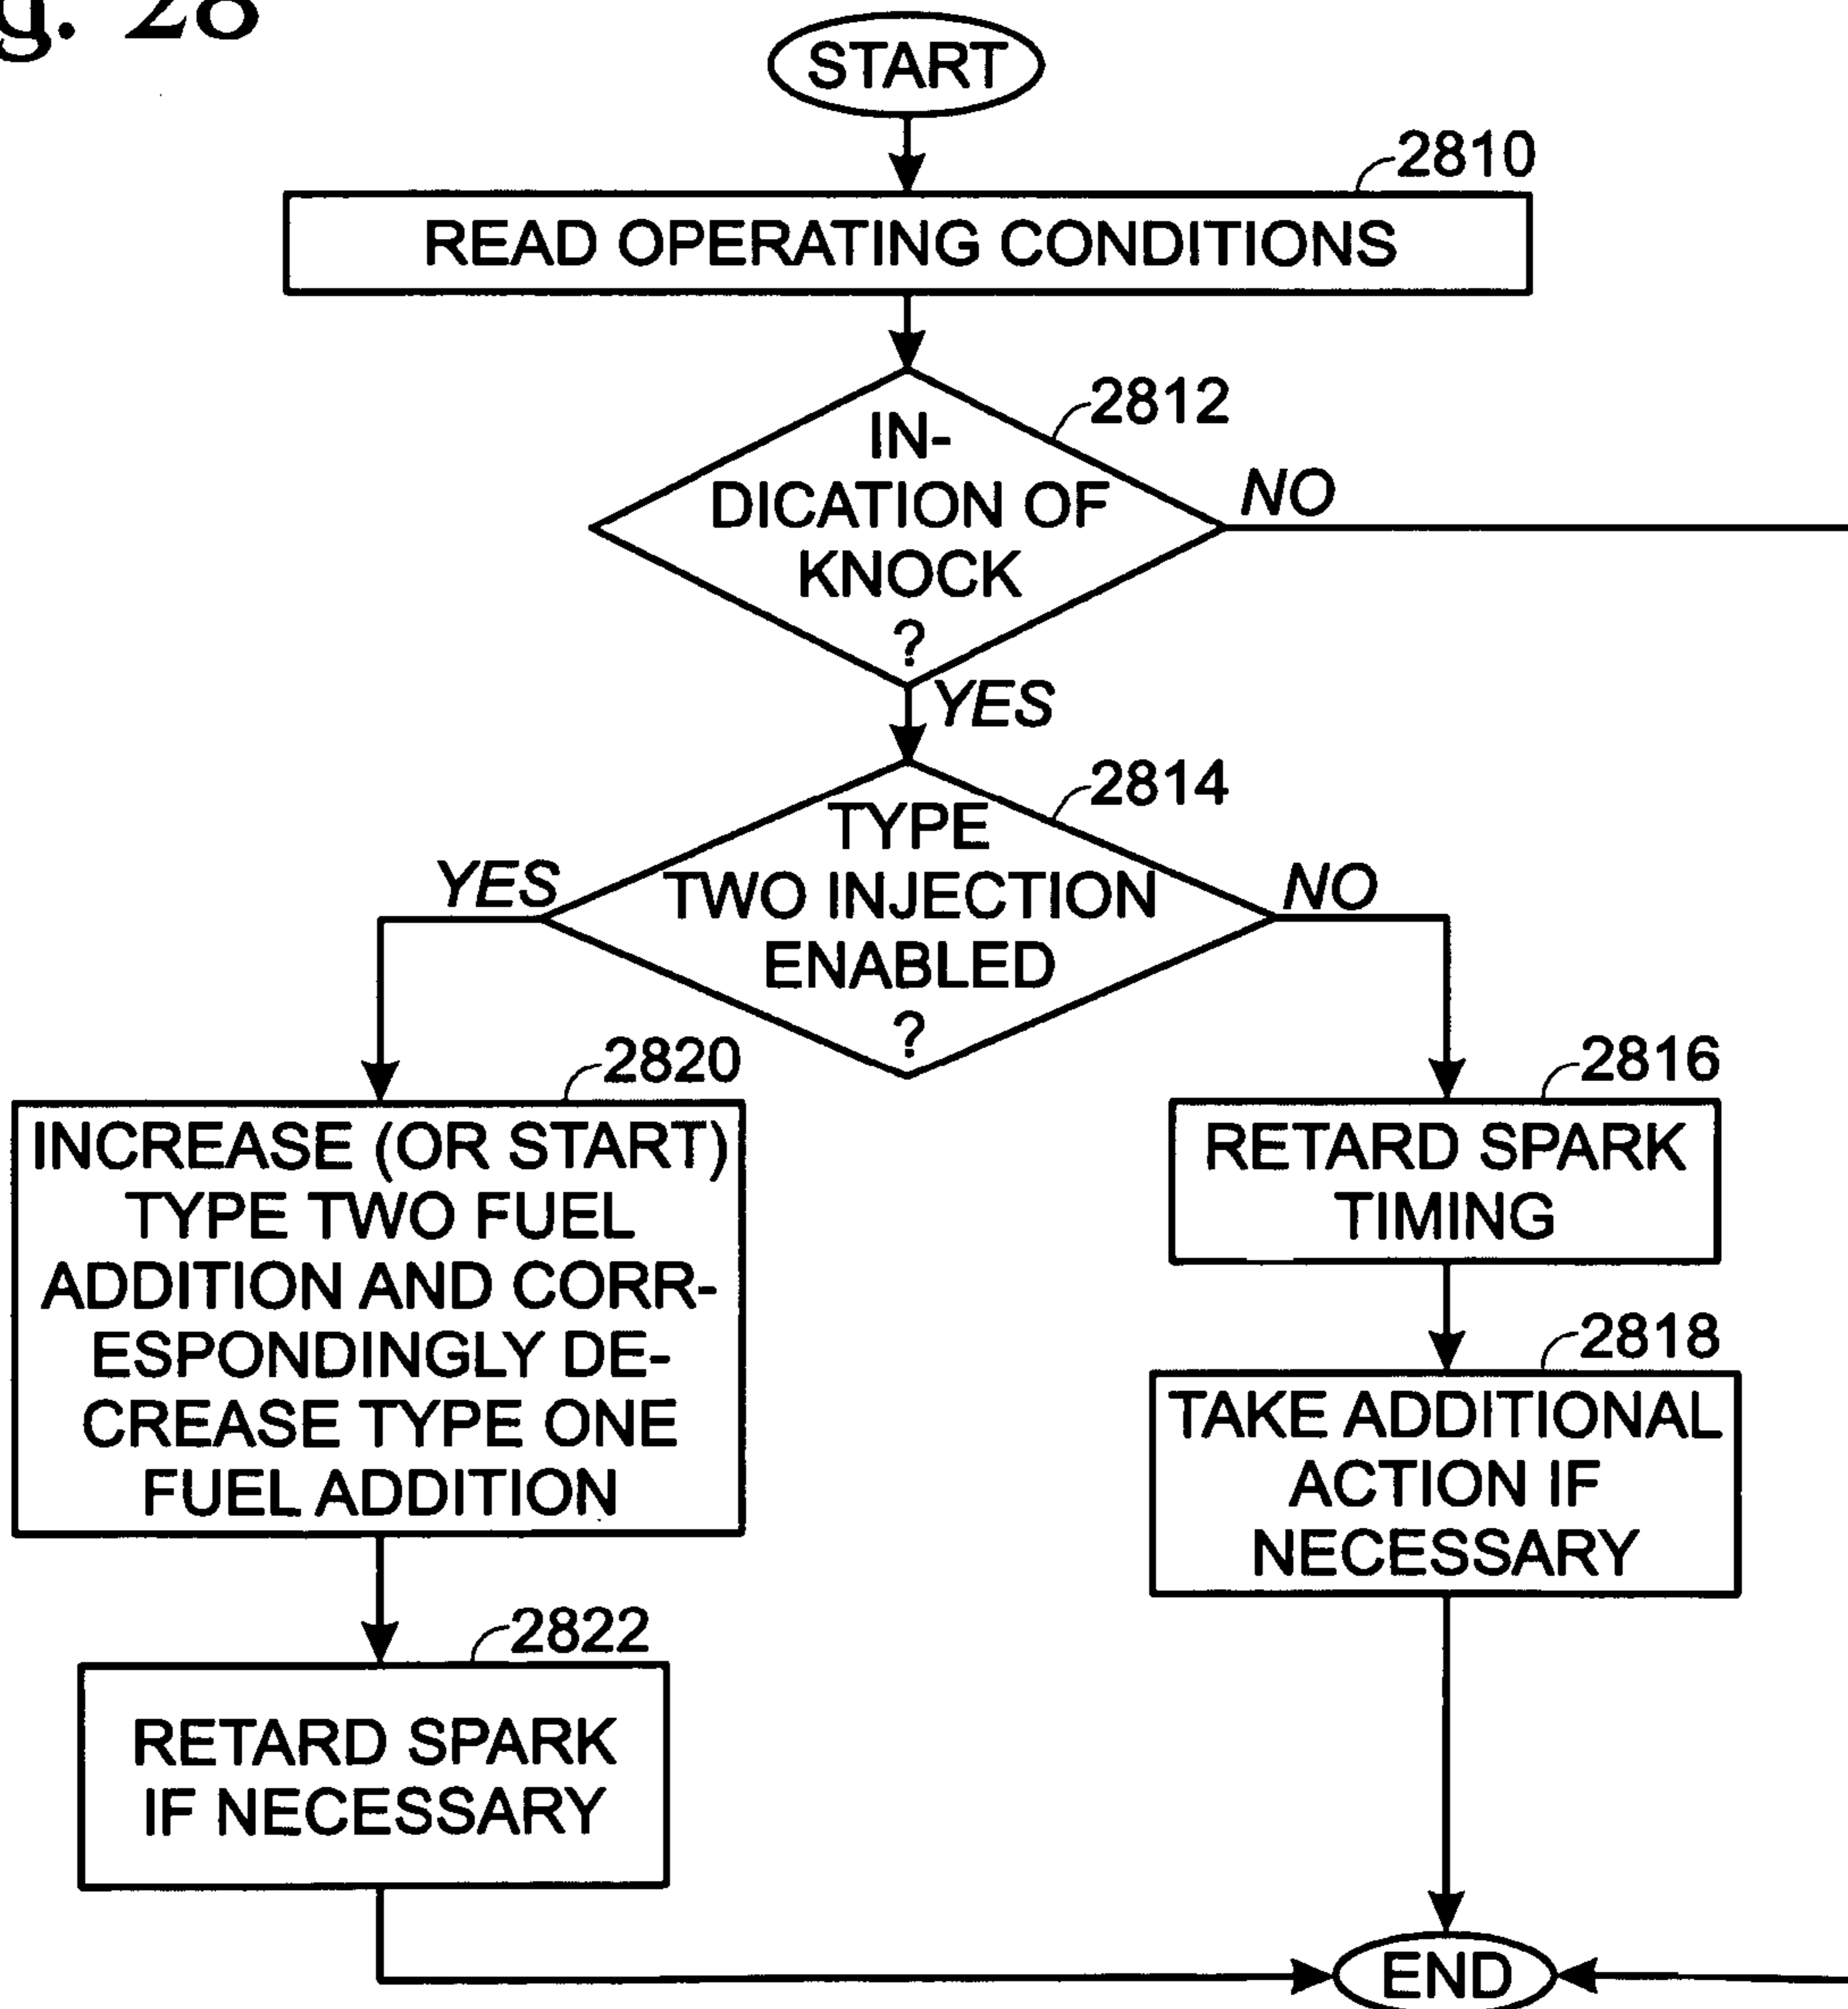 g. 28
START
2810
READ OPERATING CONDITIONS
2812
IN-
DICATION OF
KNOCK
?
NO
YES
2814
TYPE
TWO INJECTION
ENABLED
?
YES
NO
2820
INCREASE (OR START)
TYPE TWO FUEL
ADDITION AND CORR-
ESPONDINGLY DE-
CREASE TYPE ONE
FUEL ADDITION
2816
RETARD SPARK
TIMING
2818
TAKE ADDITIONAL
ACTION IF
NECESSARY
2822
RETARD SPARK
IF NECESSARY
END